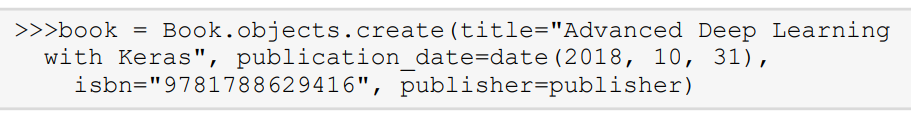 >>>book = Book.objects.create(title="Advanced Deep Learning
with Keras", publication_date=date(2018, 10, 31),
isbn="9781788629416", publisher=publisher)